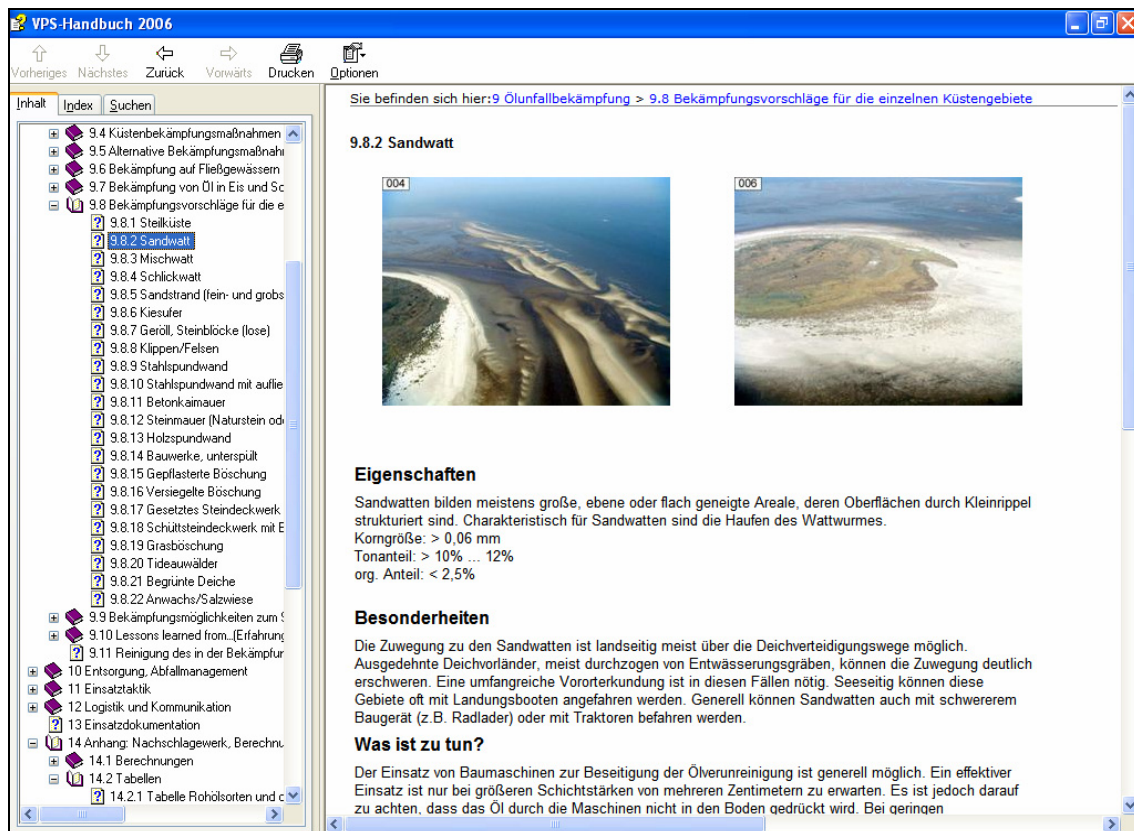 VPS-Handbuch 2006
Vorheriges Nächstes Zurück Vorwärts Drucken Optionen
Inhalt Index Suchen
9.4 Küstenbekämpfungsmaßnahmen
9.5 Alternative Bekämpfungsmaßnahn
9.6 Bekämpfung auf Fließgewässern
9.7 Bekämpfung von Öl in Eis und Sc
9.8 Bekämpfungsvorschläge für die e
9.8.1 Steilküste
9.8.2 Sandwatt
9.8.3 Mischwatt
9.8.4 Schlickwatt
9.8.5 Sandstrand (fein- und grobs
9.8.6 Kiesufer
9.8.7 Geröll, Steinblöcke (lose)
9.8.8 Klippen/Felsen
9.8.9 Stahlspundwand
9.8.10 Stahlspundwand mit auflie
9.8.11 Betonkaimauer
9.8.12 Steinmauer (Naturstein od
9.8.13 Holzspundwand
9.8.14 Bauwerke, unterspült
9.8.15 Gepflasterte Böschung
9.8.16 Versiegelte Böschung
9.8.17 Gesetztes Steindeckwerk
9.8.18 Schüttsteindeckwerk mit E
9.8.19 Grasböschung
9.8.20 Tideauwälder
9.8.21 Begrünte Deiche
9.8.22 Anwachs/Salzwiese
9.9 Bekämpfungsmöglichkeiten zum S
9.10 Lessons learned from...(Erfahrung
9.11 Reinigung des in der Bekämpfur
10 Entsorgung, Abfallmanagement
11 Einsatztaktik
12 Logistik und Kommunikation
13 Einsatzdokumentation
14 Anhang: Nachschlagewerk, Berechnu
14.1 Berechnungen
14.2 Tabellen
14.2.1 Tabelle Rohölsorten und c
Sie befinden sich hier:9 Ölunfallbekämpfung > 9.8 Bekämpfungsvorschläge für die einzelnen Küstengebiete
9.8.2 Sandwatt
004 006
Eigenschaften
Sandwatten bilden meistens große, ebene oder flach geneigte Areale, deren Oberflächen durch Kleinrippel
strukturiert sind. Charakteristisch für Sandwatten sind die Haufen des Wattwurmes.
Korngröße: > 0,06 mm
Tonanteil: > 10% ... 12%
org. Anteil: < 2,5%
Besonderheiten
Die Zuwegung zu den Sandwatten ist landseitig meist über die Deichverteidigungswege möglich.
Ausgedehnte Deichvorländer, meist durchzogen von Entwässerungsgräben, können die Zuwegung deutlich
erschweren. Eine umfangreiche Vororterkundung ist in diesen Fällen nötig. Seeseitig können diese
Gebiete oft mit Landungsbooten angefahren werden. Generell können Sandwatten auch mit schwererem
Baugerät (z.B. Radlader) oder mit Traktoren befahren werden.
Was ist zu tun?
Der Einsatz von Baumaschinen zur Beseitigung der Ölverunreinigung ist generell möglich. Ein effektiver
Einsatz ist nur bei größeren Schichtstärken von mehreren Zentimetern zu erwarten. Es ist jedoch darauf
zu achten, dass das Öl durch die Maschinen nicht in den Boden gedrückt wird. Bei geringen